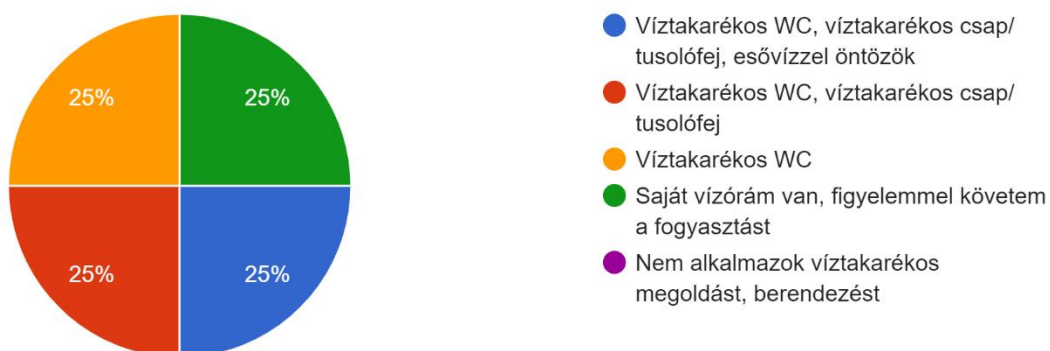 25%
25%
25%
25%
Víztakarékos WC, víztakarékos csap/
tusolófej, esővízzel öntözök
Víztakarékos WC, víztakarékos csap/
tusolófej
Víztakarékos WC
Saját vízórám van, figyelemmel követem
a fogyasztást
Nem alkalmazok víztakarékos
megoldást, berendezést